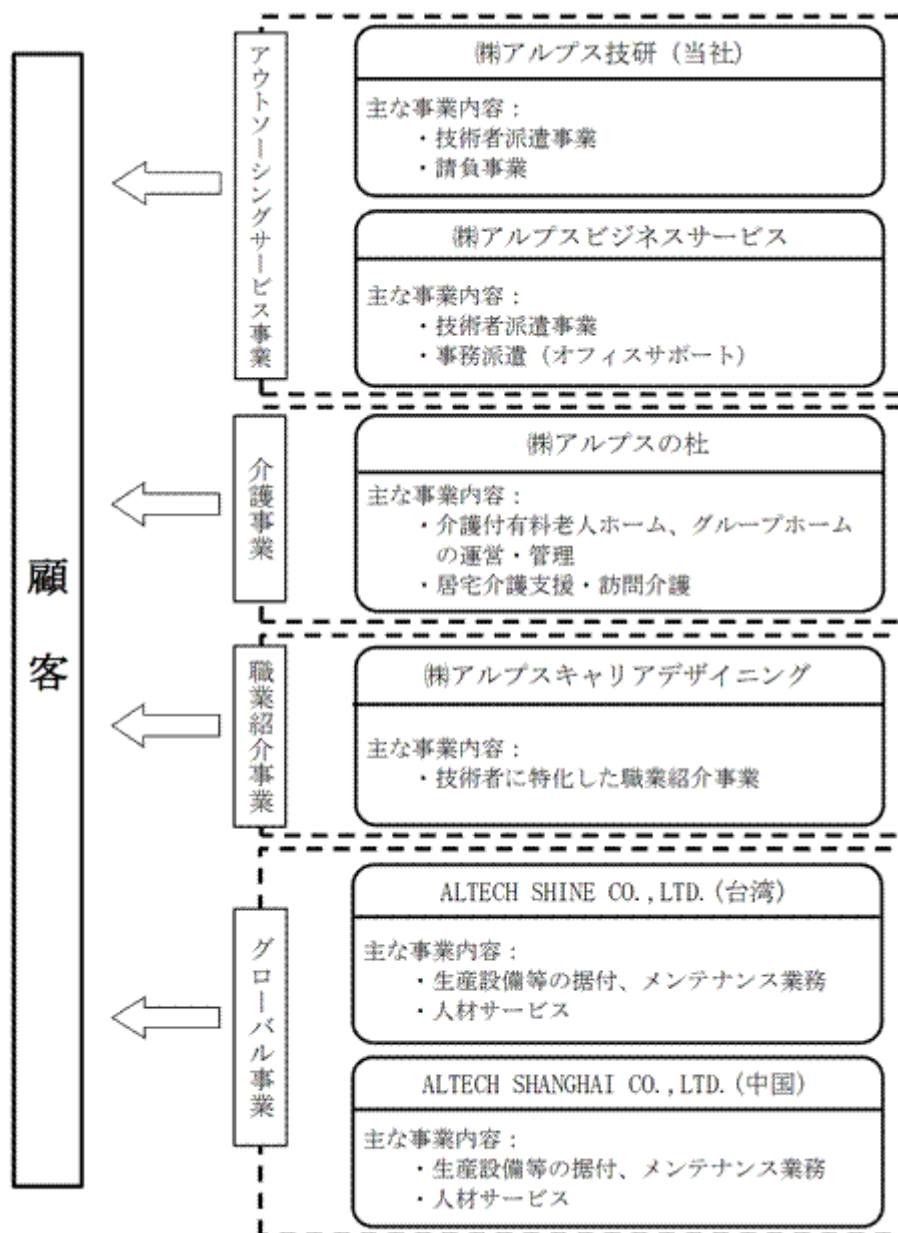 顧客
アウトソーシングサービス事業
㈱アルプス技研（当社）
主な事業内容：
・技術者派遣事業
・請負事業
㈱アルプスビジネスサービス
主な事業内容：
・技術者派遣事業
・事務派遣（オフィスサポート）
介護事業
㈱アルプスの杜
主な事業内容：
・介護付有料老人ホーム、グループホーム
の運営・管理
・居宅介護支援・訪問介護
職業紹介事業
㈱アルプスキャリアデザイニング
主な事業内容：
・技術者に特化した職業紹介事業
グローバル事業
ALTECH SHINE CO.,LTD.(台湾)
主な事業内容：
・生産設備等の据付、メンテナンス業務
・人材サービス
ALTECH SHANGHAI CO.,LTD.(中国)
主な事業内容：
・生産設備等の据付、メンテナンス業務
・人材サービス